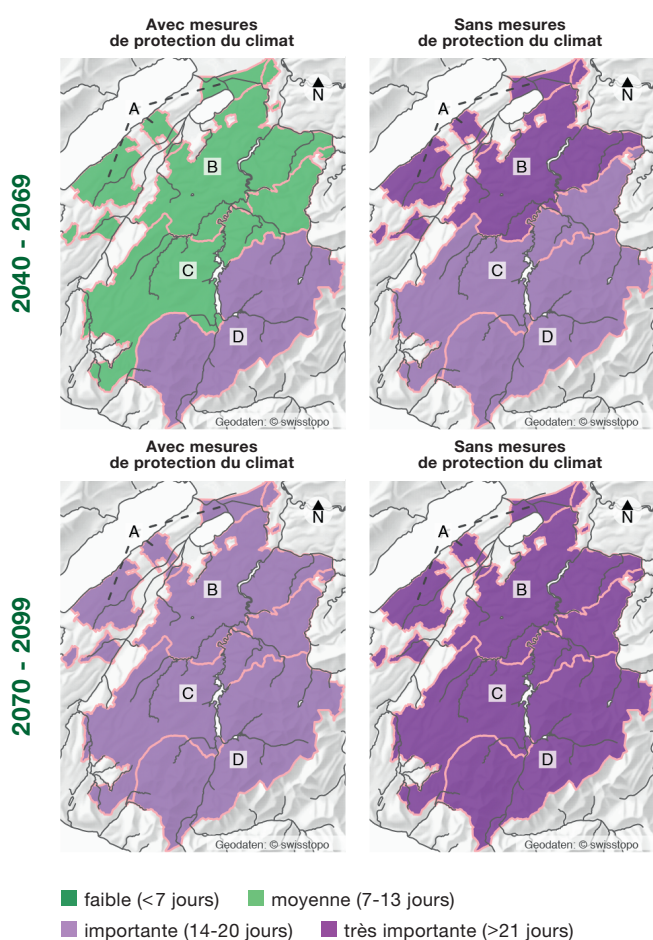 Avec mesures
de protection du climat
Sans mesures
de protection du climat
2040 - 2069
A
B
C
D
N
Geodaten: © swisstopo
A
B
C
D
N
Geodaten: © swisstopo
Avec mesures
de protection du climat
Sans mesures
de protection du climat
2070 - 2099
A
B
C
D
N
Geodaten: © swisstopo
A
B
C
D
N
Geodaten: © swisstopo
faible (<7 jours)
moyenne (7-13 jours)
importante (14-20 jours)
très importante (>21 jours)